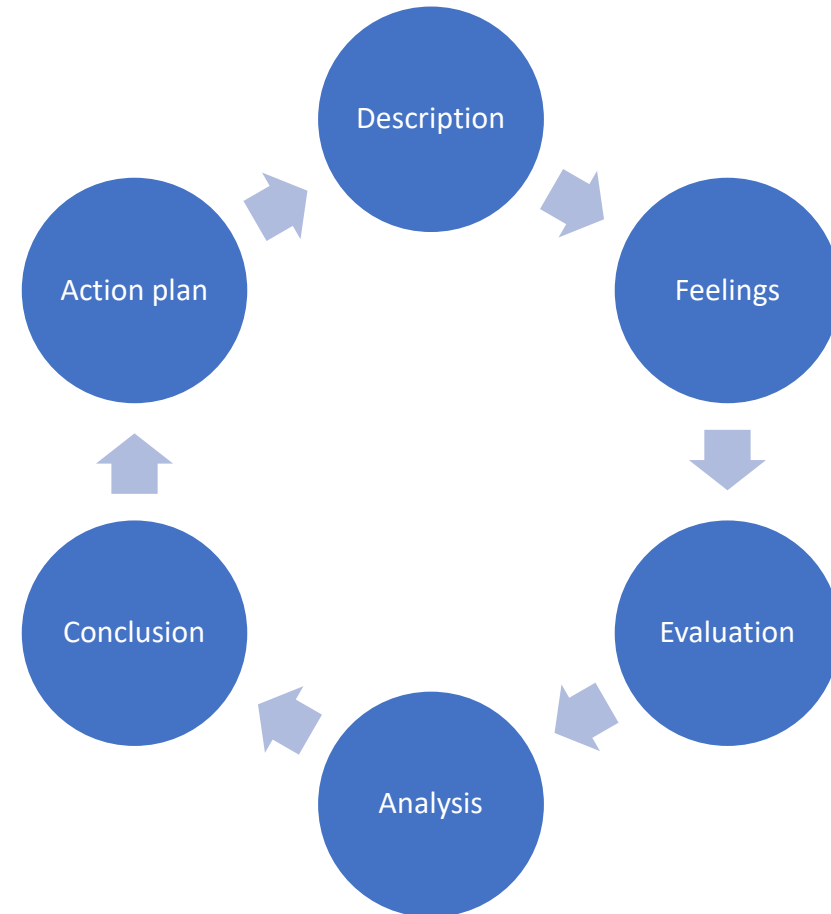 Description
Feelings
Evaluation
Analysis
Conclusion
Action plan